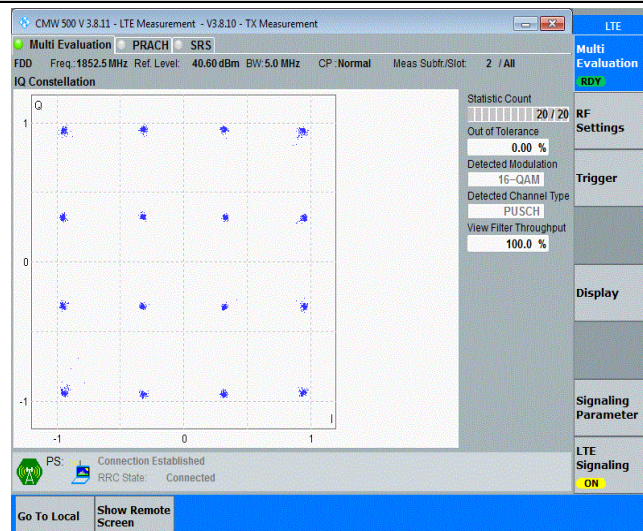 CMW 500 V 3.8.11 - LTE Measurement - V3.8.10 - TX Measurement
LTE
Multi Evaluation PRACH SRS
FDD Freq.:1852.5 MHz Ref. Level: 40.60 dBm BW:5.0 MHz CP:Normal Meas Subfr./Slot: 2 / All
IQ Constellation
Q
1
0
-1
-1 0 1
I
Statistic Count
20 / 20
Out of Tolerance
0.00 %
Detected Modulation
16-QAM
Detected Channel Type
PUSCH
View Filter Throughput
100.0 %
PS: Connection Established
RRC State: Connected
Multi
Evaluation
RDY
RF
Settings
Trigger
Display
Signaling
Parameter
LTE
Signaling
ON
Go To Local
Show Remote
Screen